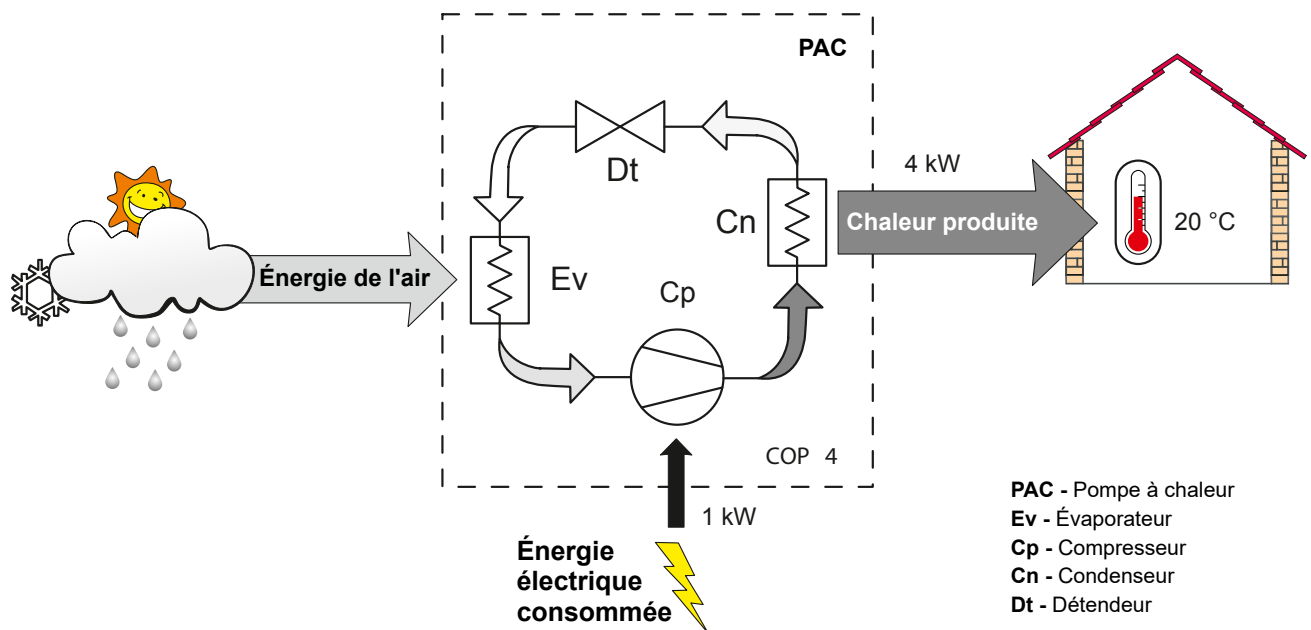 PAC
Dt
4 kW
Cn
Chaleur produite
20 °C
Énergie de l'air
Ev
Cp
COP 4
1 kW
Énergie
électrique
consommée
PAC - Pompe à chaleur
Ev - Évaporateur
Cp - Compresseur
Cn - Condenseur
Dt - Détendeur